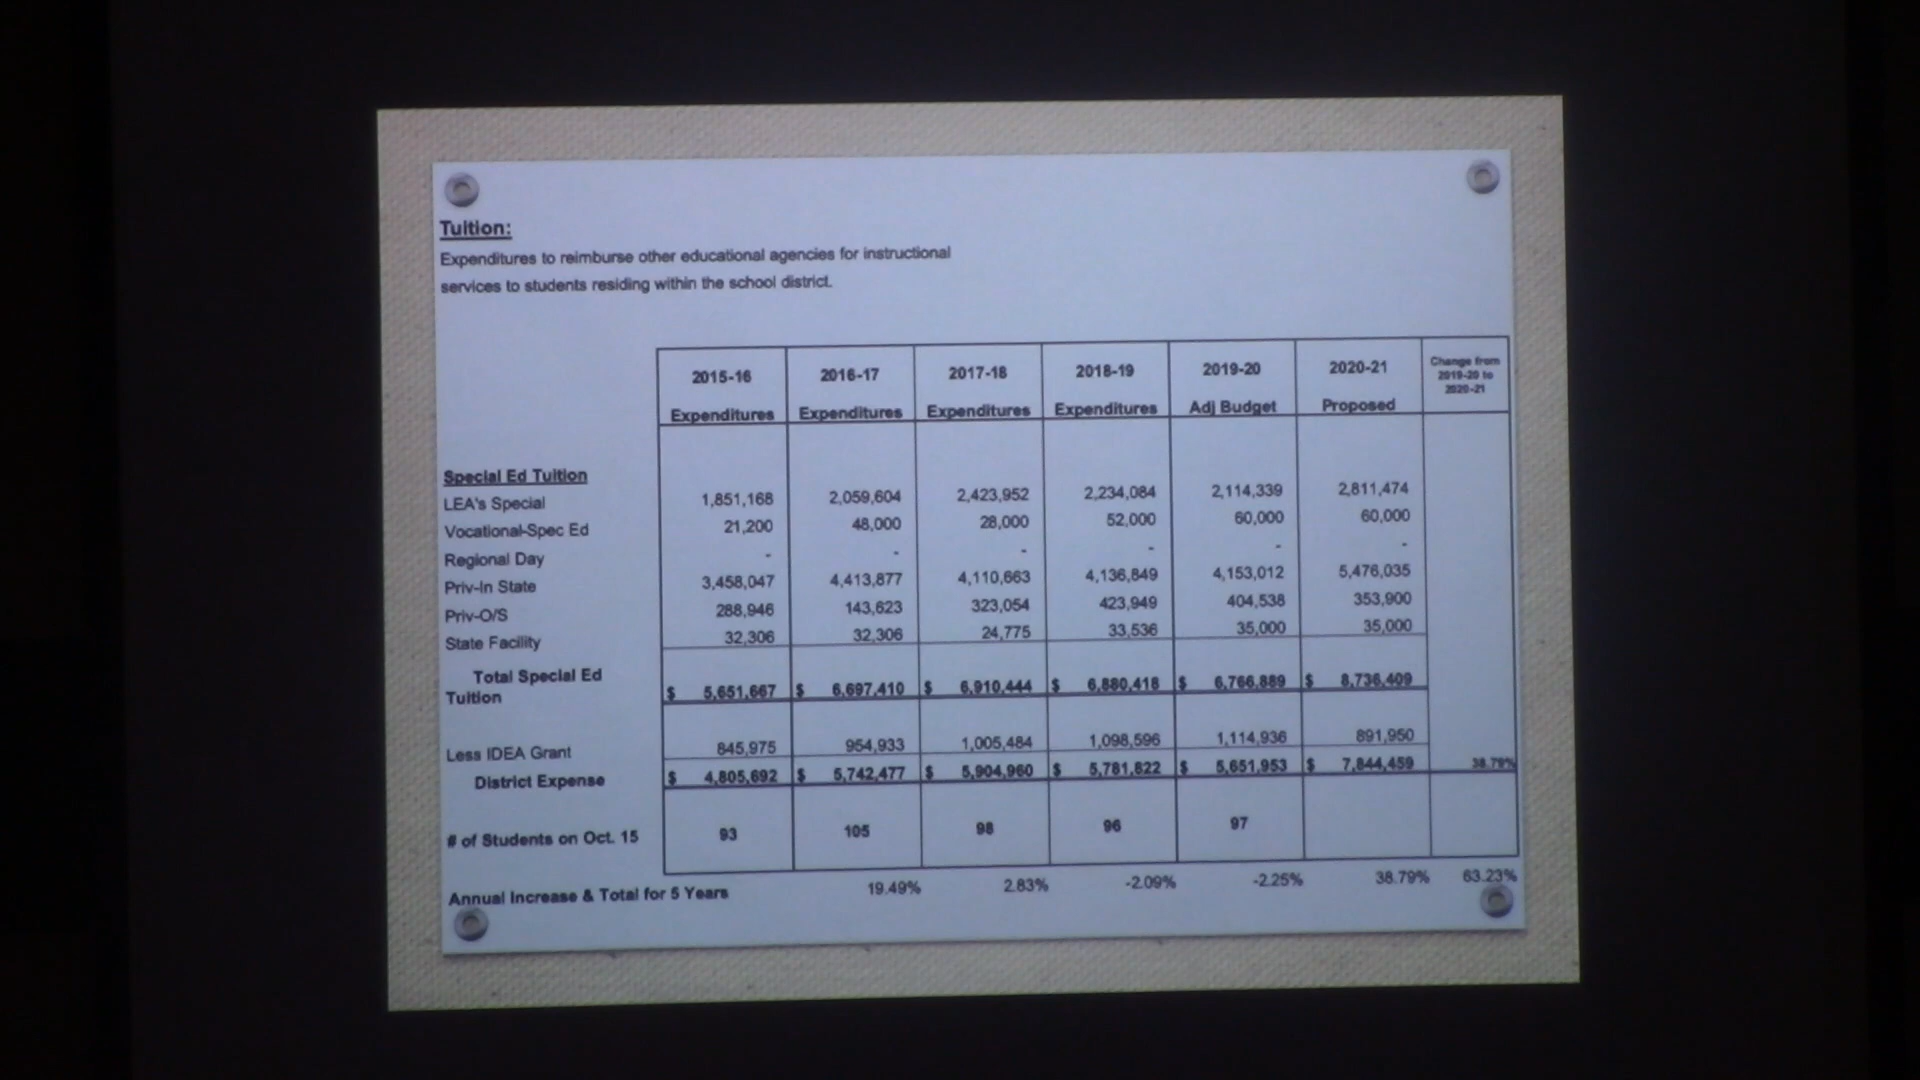 Tuition:
Expenditures to reimburse other educational agencies for instructional
services to students residing within the school district.
2015-16 2016-17 2017-18 2018-19 2019-20 2020-21 Change from 2019-20 to 2020-21
Expenditures Expenditures Expenditures Expenditures Adj Budget Proposed
Special Ed Tuition
LEA's Special 1,851,168 2,059,604 2,423,952 2,234,084 2,114,339 2,811,474
Vocational-Spec Ed 21,200 48,000 28,000 52,000 60,000 60,000
Regional Day - - - - - -
Priv-In State 3,458,047 4,413,877 4,110,663 4,136,849 4,153,012 5,476,035
Priv-O/S 288,946 143,623 323,054 423,949 404,538 353,900
State Facility 32,306 32,306 24,775 33,536 35,000 35,000
Total Special Ed
Tuition $ 5,651,667 $ 6,697,410 $ 6,910,444 $ 6,880,418 $ 6,766,889 $ 8,736,409
Less IDEA Grant 845,975 954,933 1,005,484 1,098,596 1,114,936 891,950
District Expense $ 4,805,692 $ 5,742,477 $ 5,904,960 $ 5,781,822 $ 5,651,953 $ 7,844,459 38.79%
# of Students on Oct. 15 93 105 98 96 97
Annual Increase & Total for 5 Years 19.49% 2.83% -2.09% -2.25% 38.79% 63.23%